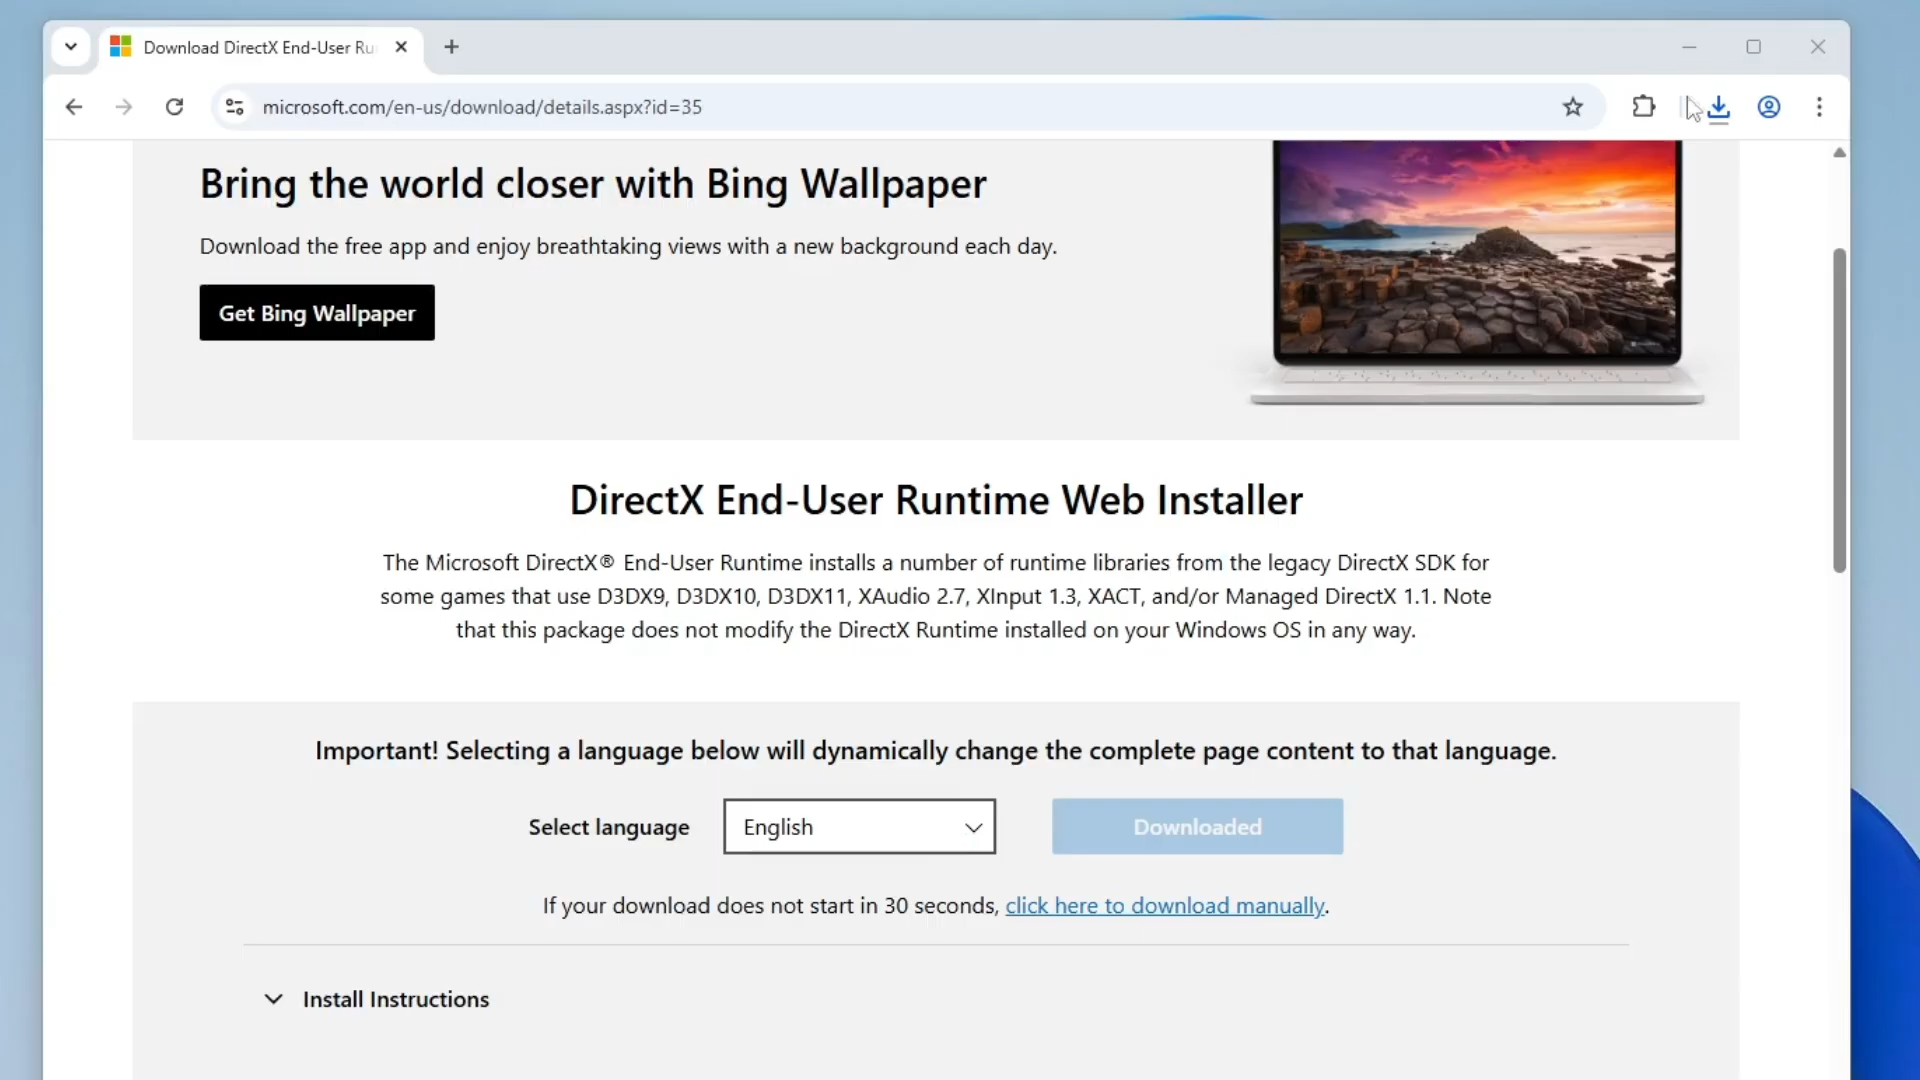 Download DirectX End-User Ru
microsoft.com/en-us/download/details.aspx?id=35
Bring the world closer with Bing Wallpaper
Download the free app and enjoy breathtaking views with a new background each day.
Get Bing Wallpaper
DirectX End-User Runtime Web Installer
The Microsoft DirectX® End-User Runtime installs a number of runtime libraries from the legacy DirectX SDK for
some games that use D3DX9, D3DX10, D3DX11, XAudio 2.7, XInput 1.3, XACT, and/or Managed DirectX 1.1. Note
that this package does not modify the DirectX Runtime installed on your Windows OS in any way.
Important! Selecting a language below will dynamically change the complete page content to that language.
Select language English Downloaded
If your download does not start in 30 seconds, click here to download manually.
Install Instructions